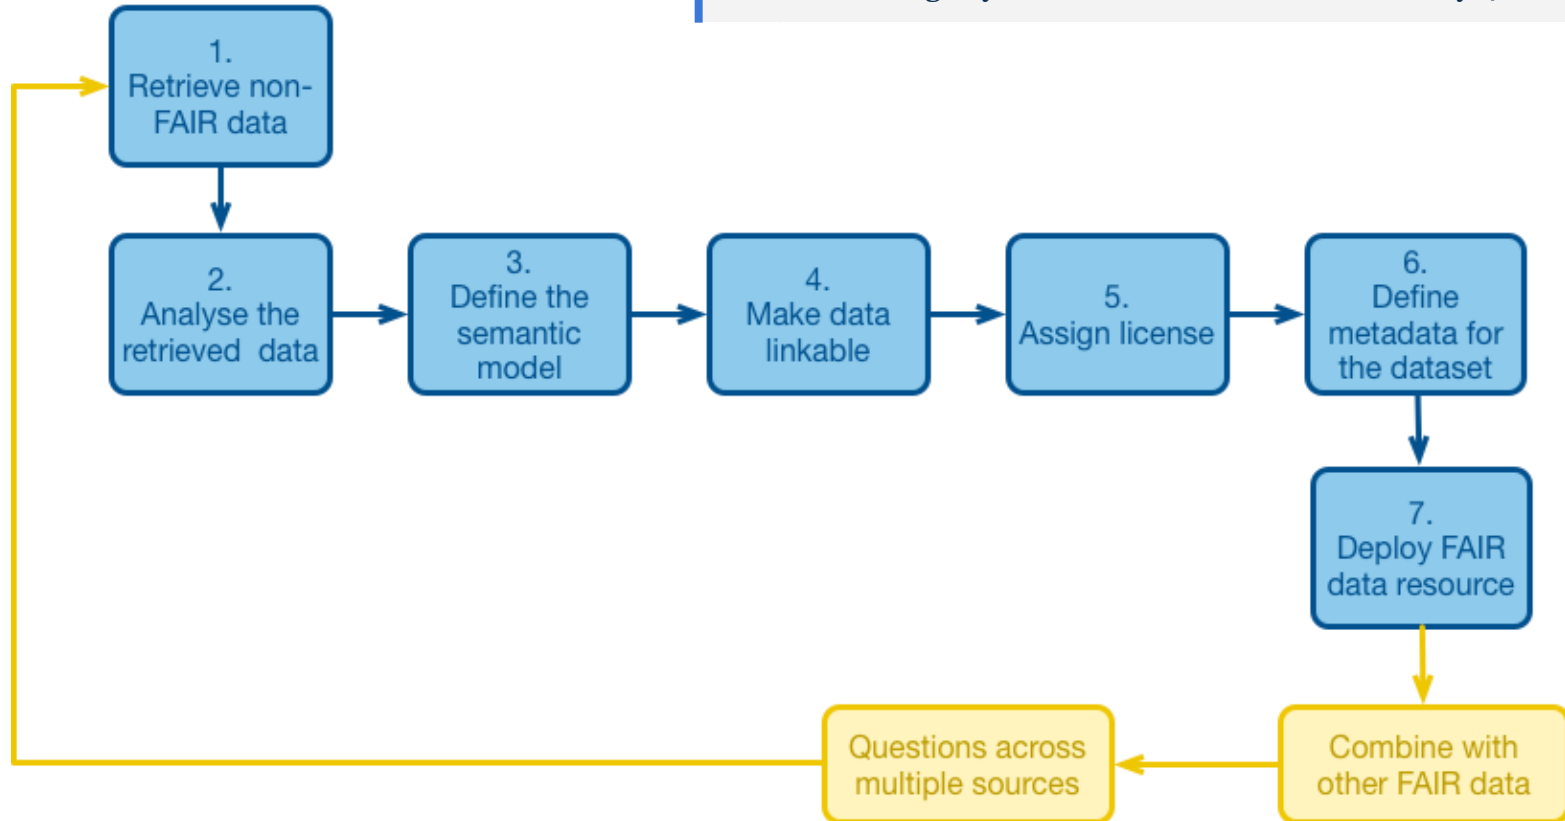 1.
Retrieve non-
FAIR data
2.
Analyse the
retrieved data
3.
Define the
semantic
model
4.
Make data
linkable
5.
Assign license
6.
Define
metadata for
the dataset
7.
Deploy FAIR
data resource
Combine with
other FAIR data
Questions across
multiple sources